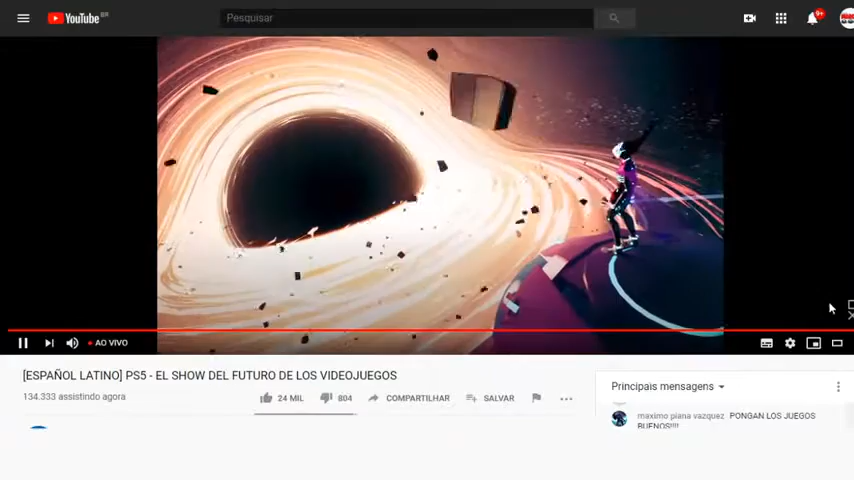 YouTube BR
Pesquisar
9+
AO VIVO
[ESPAÑOL LATINO] PS5 - EL SHOW DEL FUTURO DE LOS VIDEOJUEGOS
134.333 assistindo agora
24 MIL
804
COMPARTILHAR
SALVAR
Principais mensagens
maximo piana vazquez PONGAN LOS JUEGOS
BUENOS!!!!